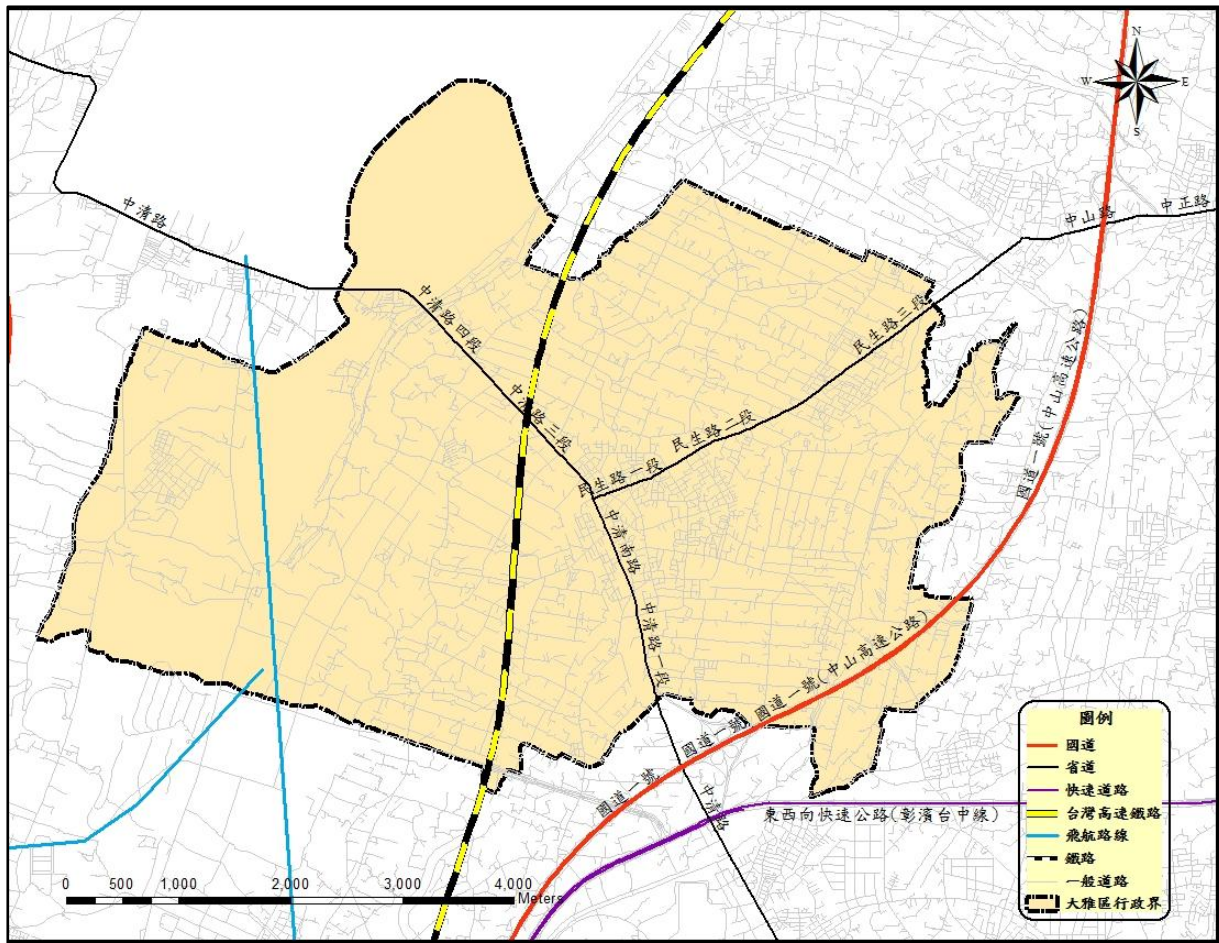 N
W
E
S
中正路
中山路
中清路
中清路四段
民生路三段
國道一號(中山高速公路)
中清路三段
民生路二段
民生路一段
中清南路
中清路一段
國道一號(中山高速公路)
國道一號
國道一號
中清路
東西向快速公路(彰濱台中線)
圖例
國道
省道
快速道路
台灣高速鐵路
飛航路線
鐵路
一般道路
大雅區行政界
0 500 1,000 2,000 3,000 4,000
Meters